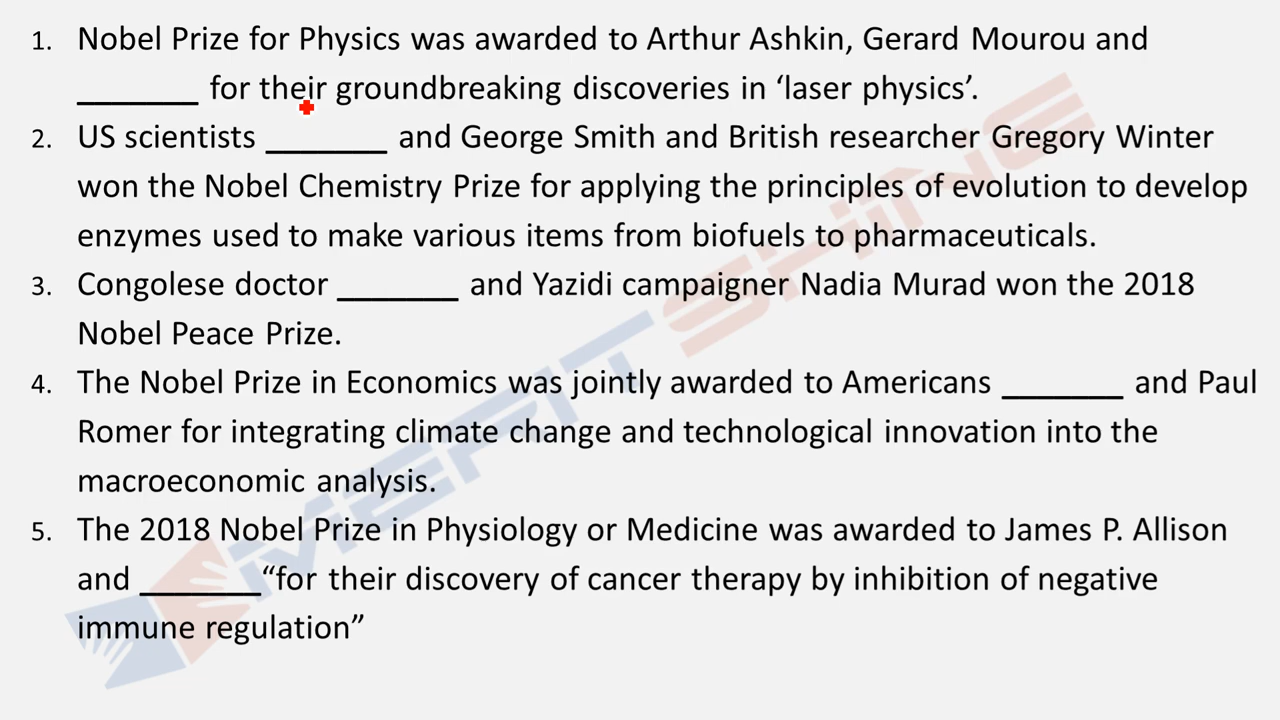 1. Nobel Prize for Physics was awarded to Arthur Ashkin, Gerard Mourou and
_______ for their groundbreaking discoveries in ‘laser physics’.
2. US scientists _______ and George Smith and British researcher Gregory Winter
won the Nobel Chemistry Prize for applying the principles of evolution to develop
enzymes used to make various items from biofuels to pharmaceuticals.
3. Congolese doctor _______ and Yazidi campaigner Nadia Murad won the 2018
Nobel Peace Prize.
4. The Nobel Prize in Economics was jointly awarded to Americans _______ and Paul
Romer for integrating climate change and technological innovation into the
macroeconomic analysis.
5. The 2018 Nobel Prize in Physiology or Medicine was awarded to James P. Allison
and _______“for their discovery of cancer therapy by inhibition of negative
immune regulation”
MERITSHINE